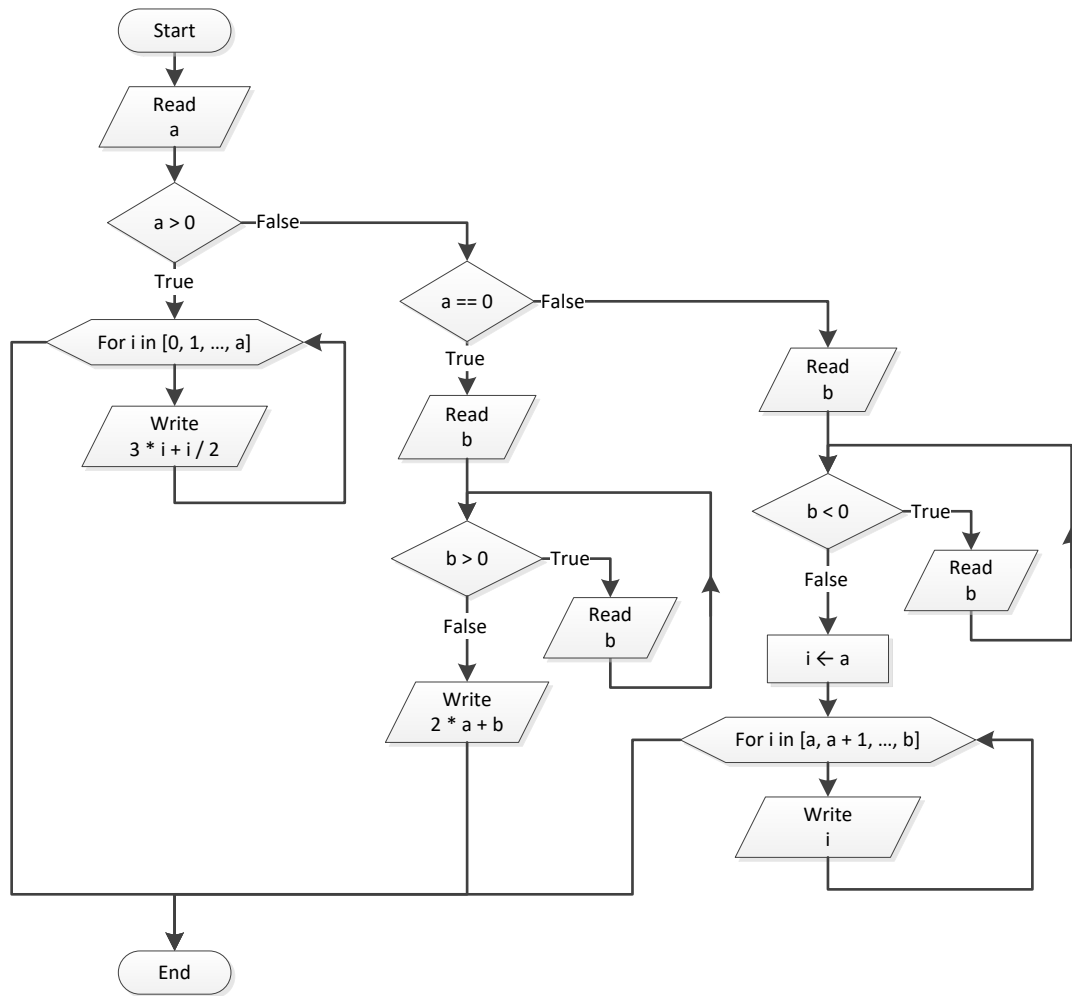 Start
Read
a
a > 0
False
True
For i in [0, 1, ..., a]
Write
3 * i + i / 2
a == 0
False
True
Read
b
b > 0
True
Read
b
False
Write
2 * a + b
Read
b
b < 0
True
Read
b
False
i ← a
For i in [a, a + 1, ..., b]
Write
i
End